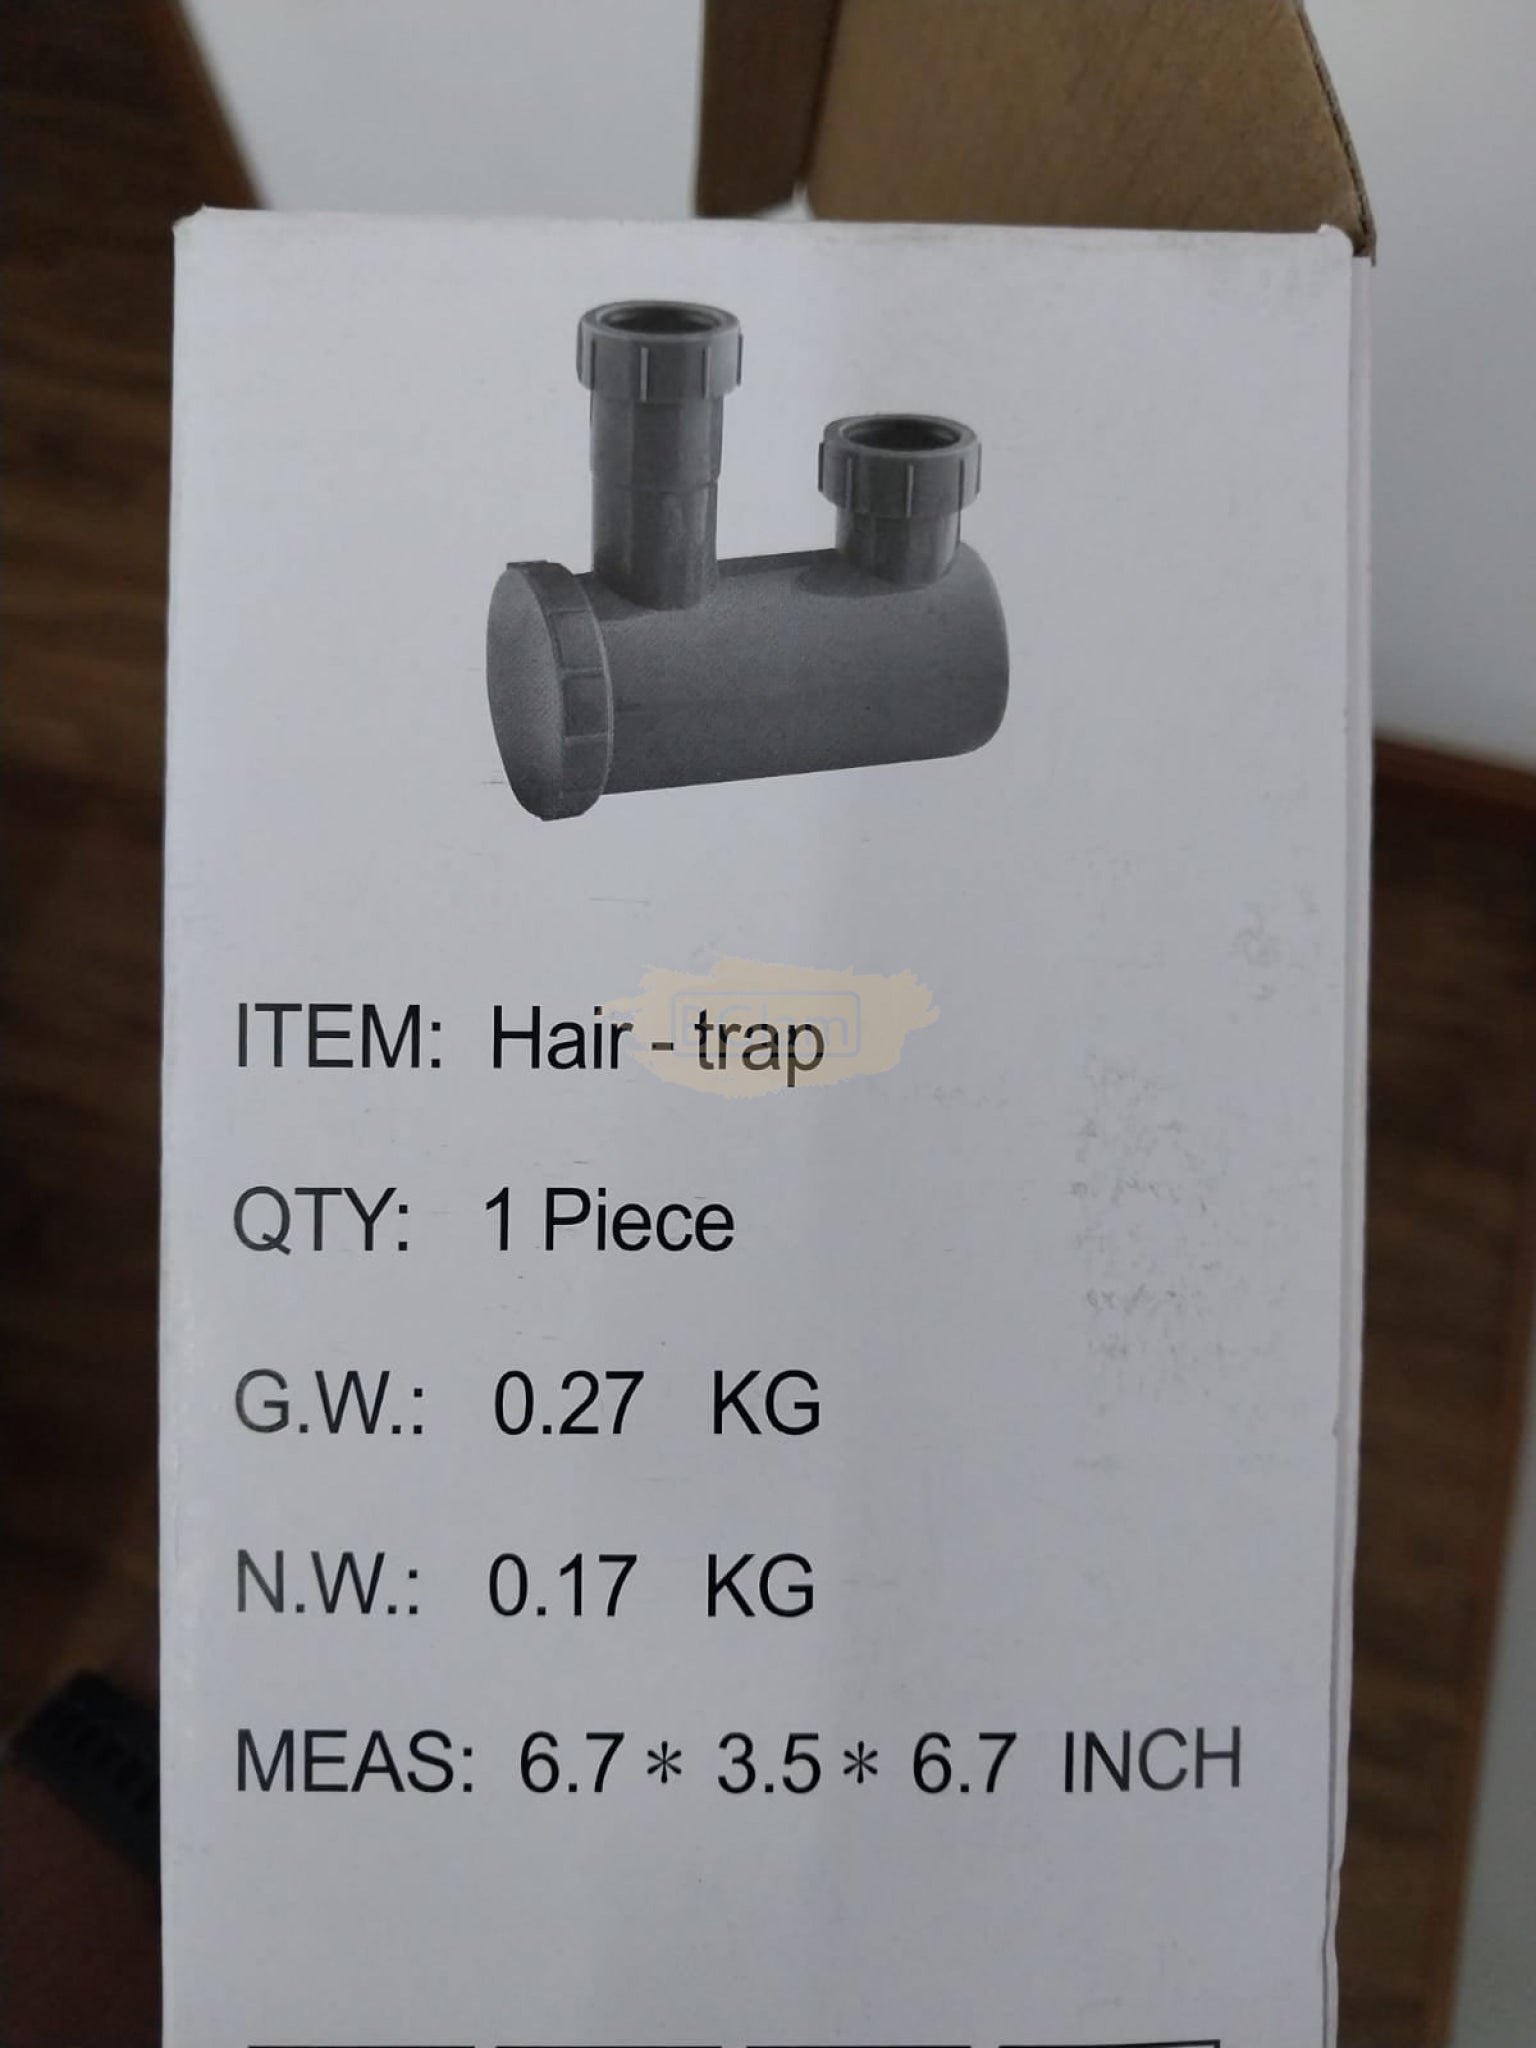 ITEM: Hair - trap
BGlam
QTY: 1 Piece
G.W.: 0.27 KG
N.W.: 0.17 KG
MEAS: 6.7 * 3.5 * 6.7 INCH